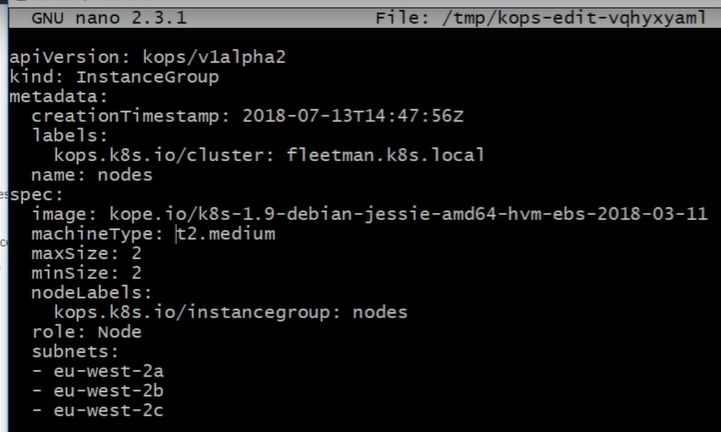 GNU nano 2.3.1 File: /tmp/kops-edit-vqhyxyaml
apiVersion: kops/v1alpha2
kind: InstanceGroup
metadata:
  creationTimestamp: 2018-07-13T14:47:56Z
  labels:
    kops.k8s.io/cluster: fleetman.k8s.local
  name: nodes
spec:
  image: kope.io/k8s-1.9-debian-jessie-amd64-hvm-ebs-2018-03-11
  machineType: t2.medium
  maxSize: 2
  minSize: 2
  nodeLabels:
    kops.k8s.io/instancegroup: nodes
  role: Node
  subnets:
  - eu-west-2a
  - eu-west-2b
  - eu-west-2c